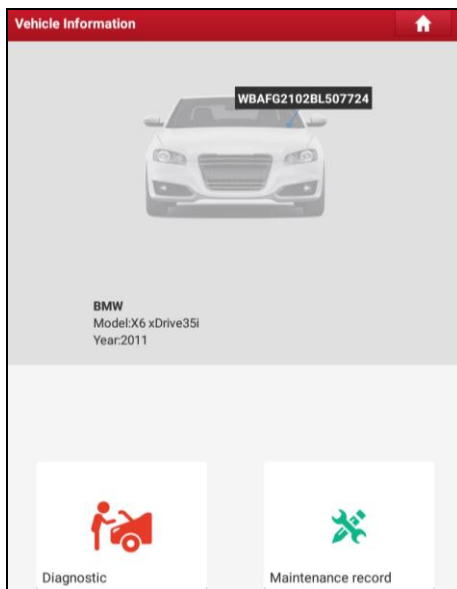 Vehicle Information
WBAFG2102BL507724
BMW
Model:X6 xDrive35i
Year:2011
Diagnostic
Maintenance record